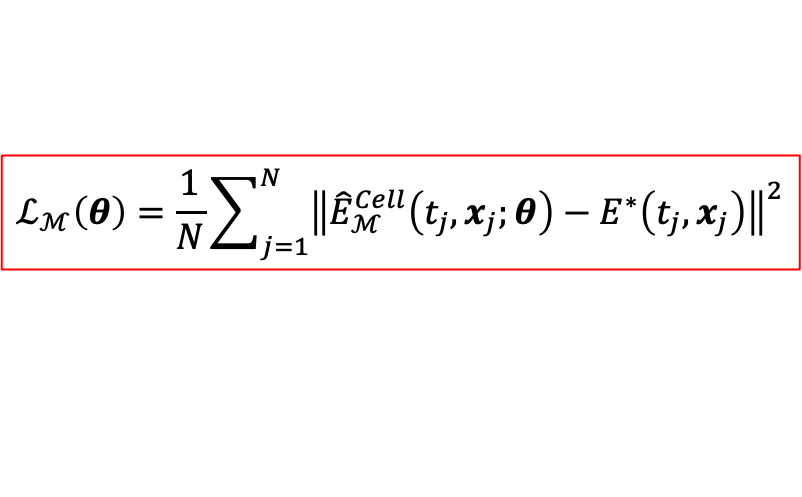 ℒ_ℳ(𝜽) = 1/N ∑_{j=1}^{N} ‖Ê_ℳ^{Cell}(t_j, 𝒙_j; 𝜽) − E*(t_j, 𝒙_j)‖²